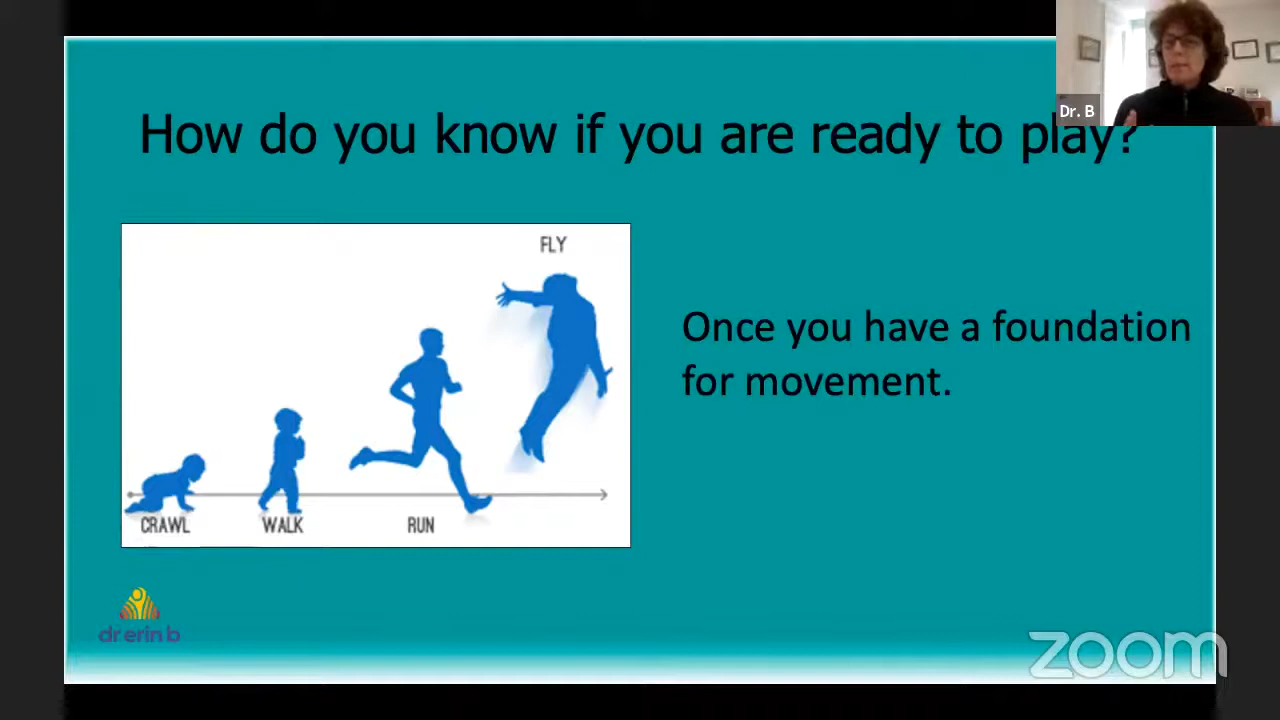 Dr. B
How do you know if you are ready to play?
FLY
Once you have a foundation
for movement.
CRAWL
WALK
RUN
dr erin b
zoom